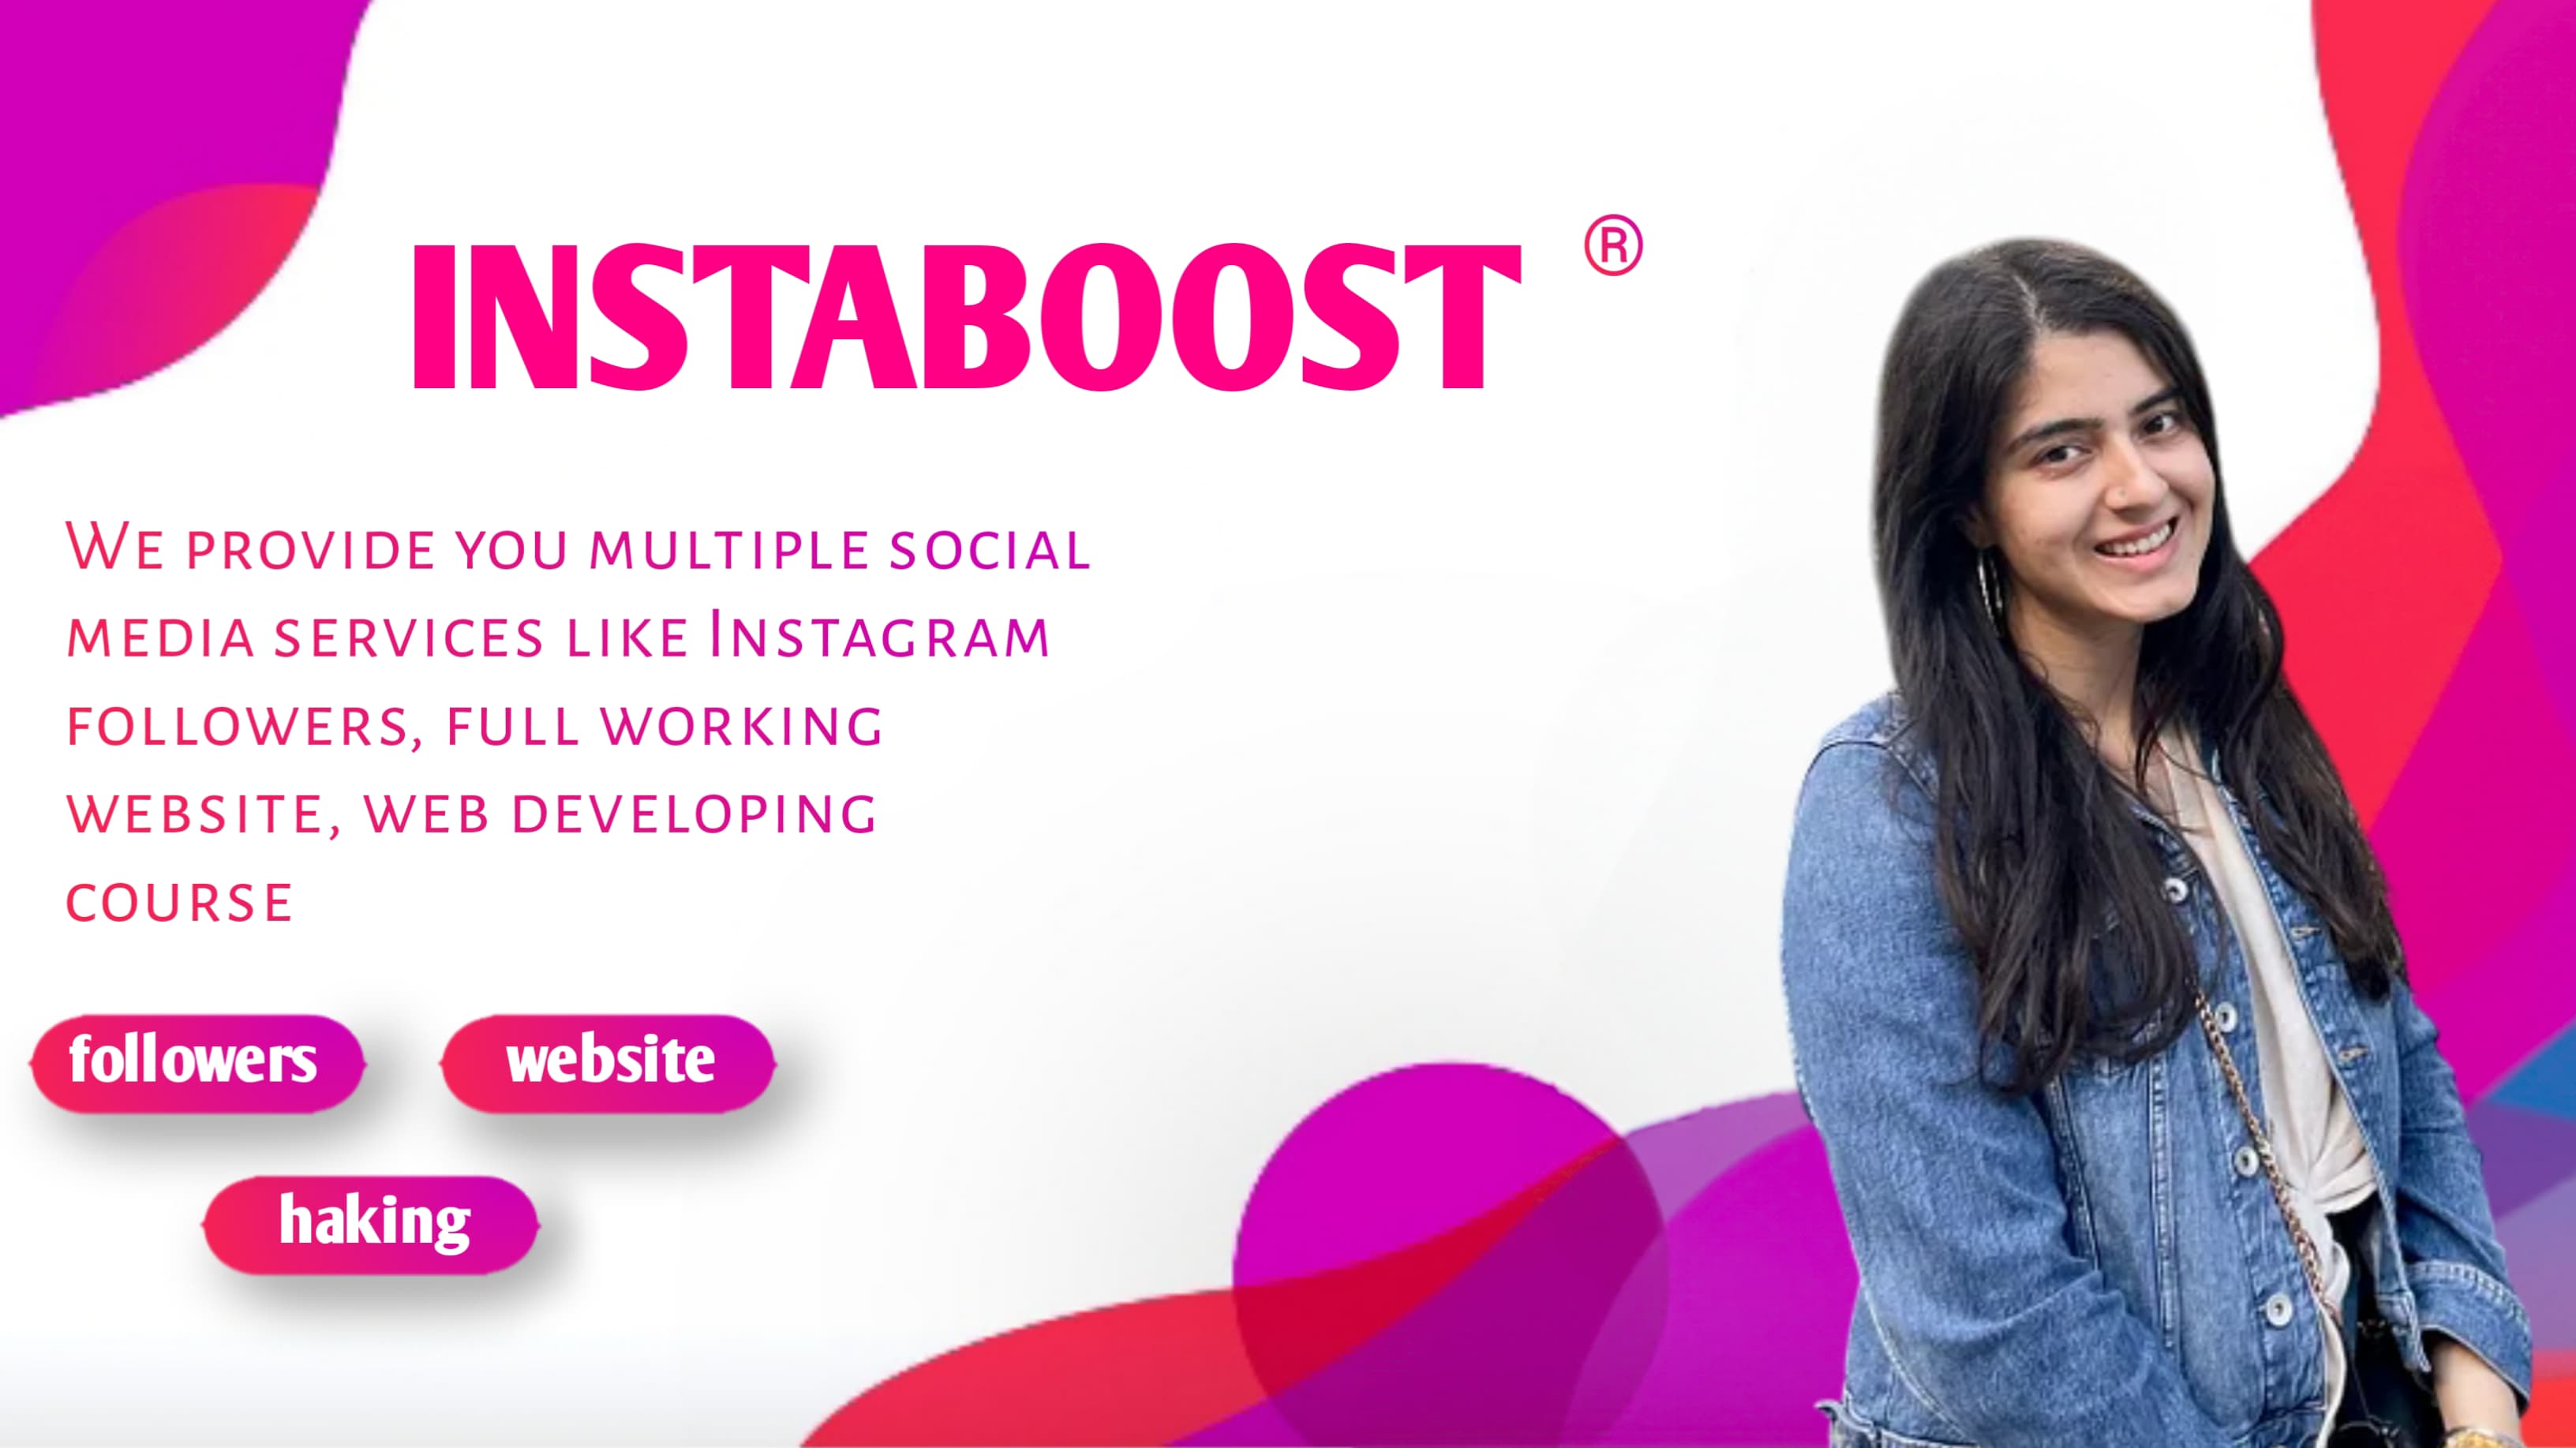 INSTABOOST ®
We provide you multiple social
media services like Instagram
followers, full working
website, web developing
course
followers website
haking